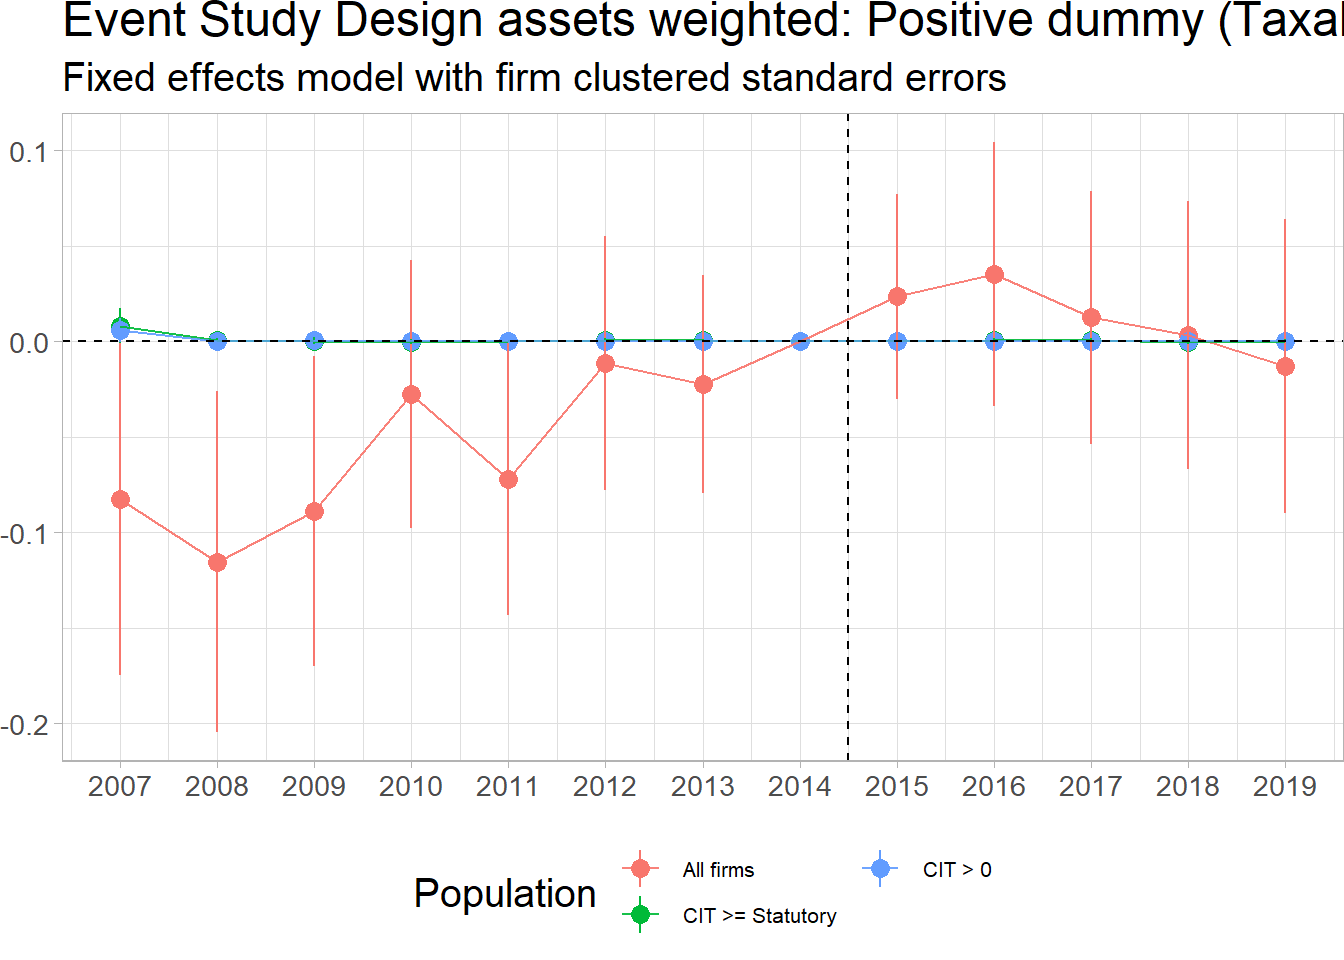 Event Study Design assets weighted: Positive dummy (Taxal
Fixed effects model with firm clustered standard errors
0.1
0.0
-0.1
-0.2
2007 2008 2009 2010 2011 2012 2013 2014 2015 2016 2017 2018 2019
Population
All firms
CIT > 0
CIT >= Statutory